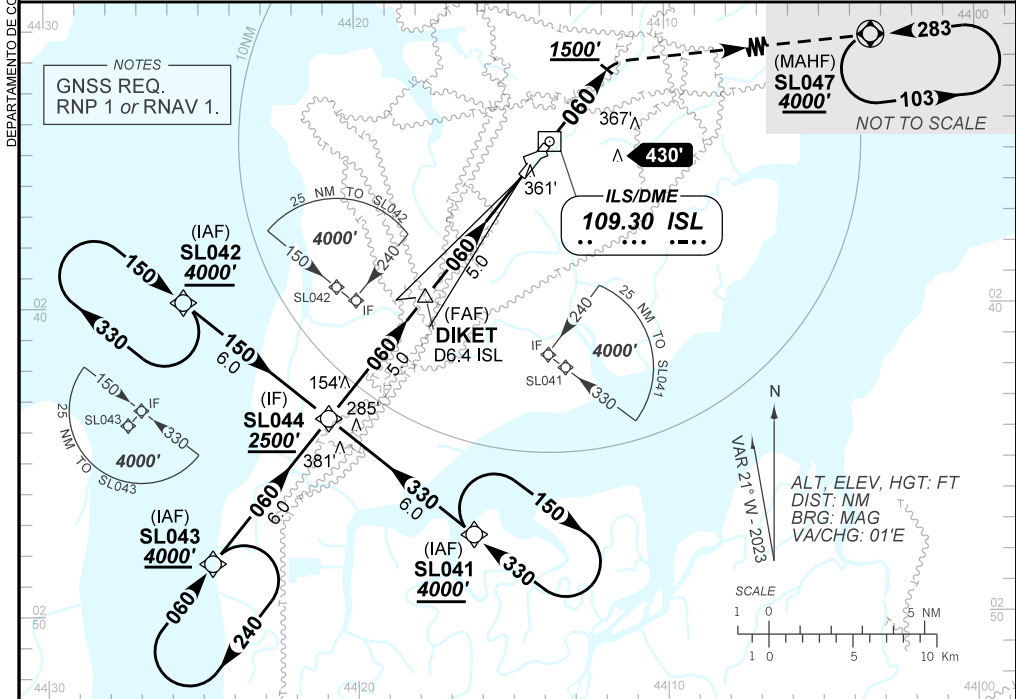 DEPARTAMENTO DE CO
44 30
44 20
44 10
44 00
10NM
NOTES
GNSS REQ.
RNP 1 or RNAV 1.
1500'
283
(MAHF)
SL047
4000'
103
NOT TO SCALE
060
367'
430'
361'
ILS/DME
109.30 ISL
25 NM TO SL042
4000'
150
240
SL042
IF
(IAF)
SL042
4000'
150
330
150
6.0
060
5.0
(FAF)
DIKET
D6.4 ISL
02
40
02
40
25 NM TO SL041
240
IF
4000'
SL041
330
060
5.0
154'
285'
381'
(IF)
SL044
2500'
150
IF
SL043
330
4000'
25 NM TO SL043
N
VAR 21° W - 2023
ALT, ELEV, HGT: FT
DIST: NM
BRG: MAG
VA/CHG: 01'E
060
6.0
330
6.0
150
330
(IAF)
SL043
4000'
(IAF)
SL041
4000'
060
240
SCALE
1 0 5 NM
1 0 5 10 Km
02
50
02
50
44 30
44 20
44 10
44 00